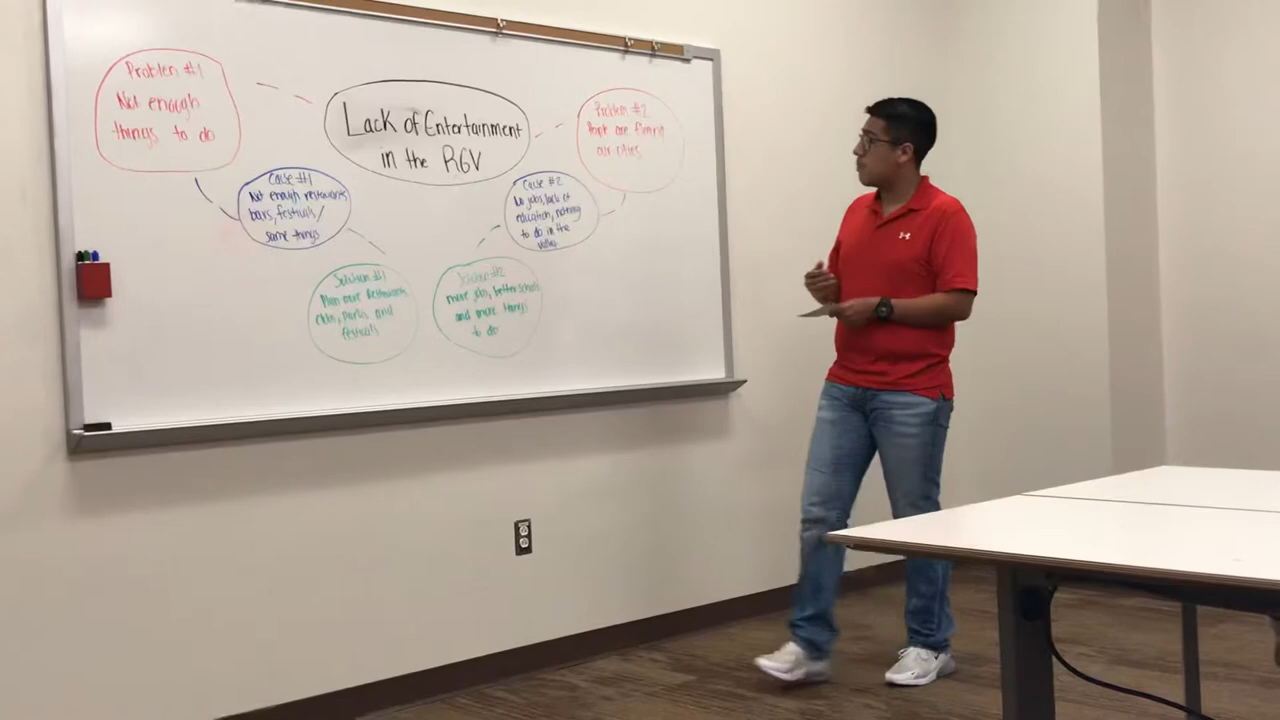 Problem #1
Not enough
things to do
Lack of Entertainment
in the RGV
Problem #2
People are fleeing
our cities
Cause #1
Not enough restaurants
bars, festivals/
same things
Cause #2
No jobs, lack of
education, nothing
to do in the
Solution #1
Plan more Restaurants
clubs, parks, and
festivals
Solution #2
more jobs, better schools
and more things
to do